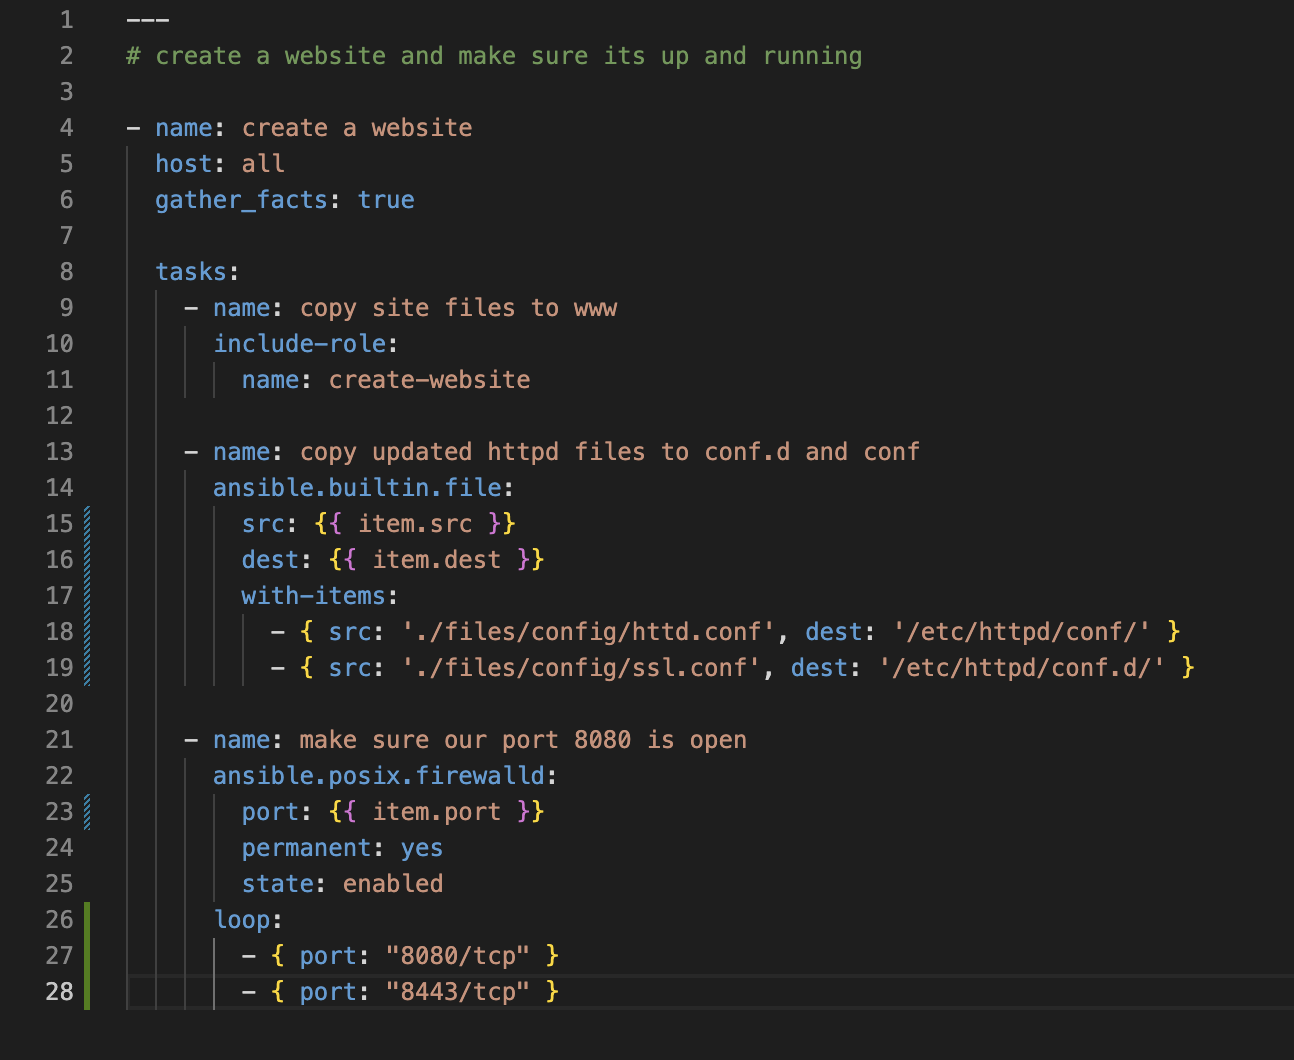 1 ---
2 # create a website and make sure its up and running
3
4 - name: create a website
5   host: all
6   gather_facts: true
7
8   tasks:
9     - name: copy site files to www
10       include-role:
11         name: create-website
12
13     - name: copy updated httpd files to conf.d and conf
14       ansible.builtin.file:
15         src: {{ item.src }}
16         dest: {{ item.dest }}
17         with-items:
18           - { src: './files/config/httd.conf', dest: '/etc/httpd/conf/' }
19           - { src: './files/config/ssl.conf', dest: '/etc/httpd/conf.d/' }
20
21     - name: make sure our port 8080 is open
22       ansible.posix.firewalld:
23         port: {{ item.port }}
24         permanent: yes
25         state: enabled
26       loop:
27         - { port: "8080/tcp" }
28         - { port: "8443/tcp" }